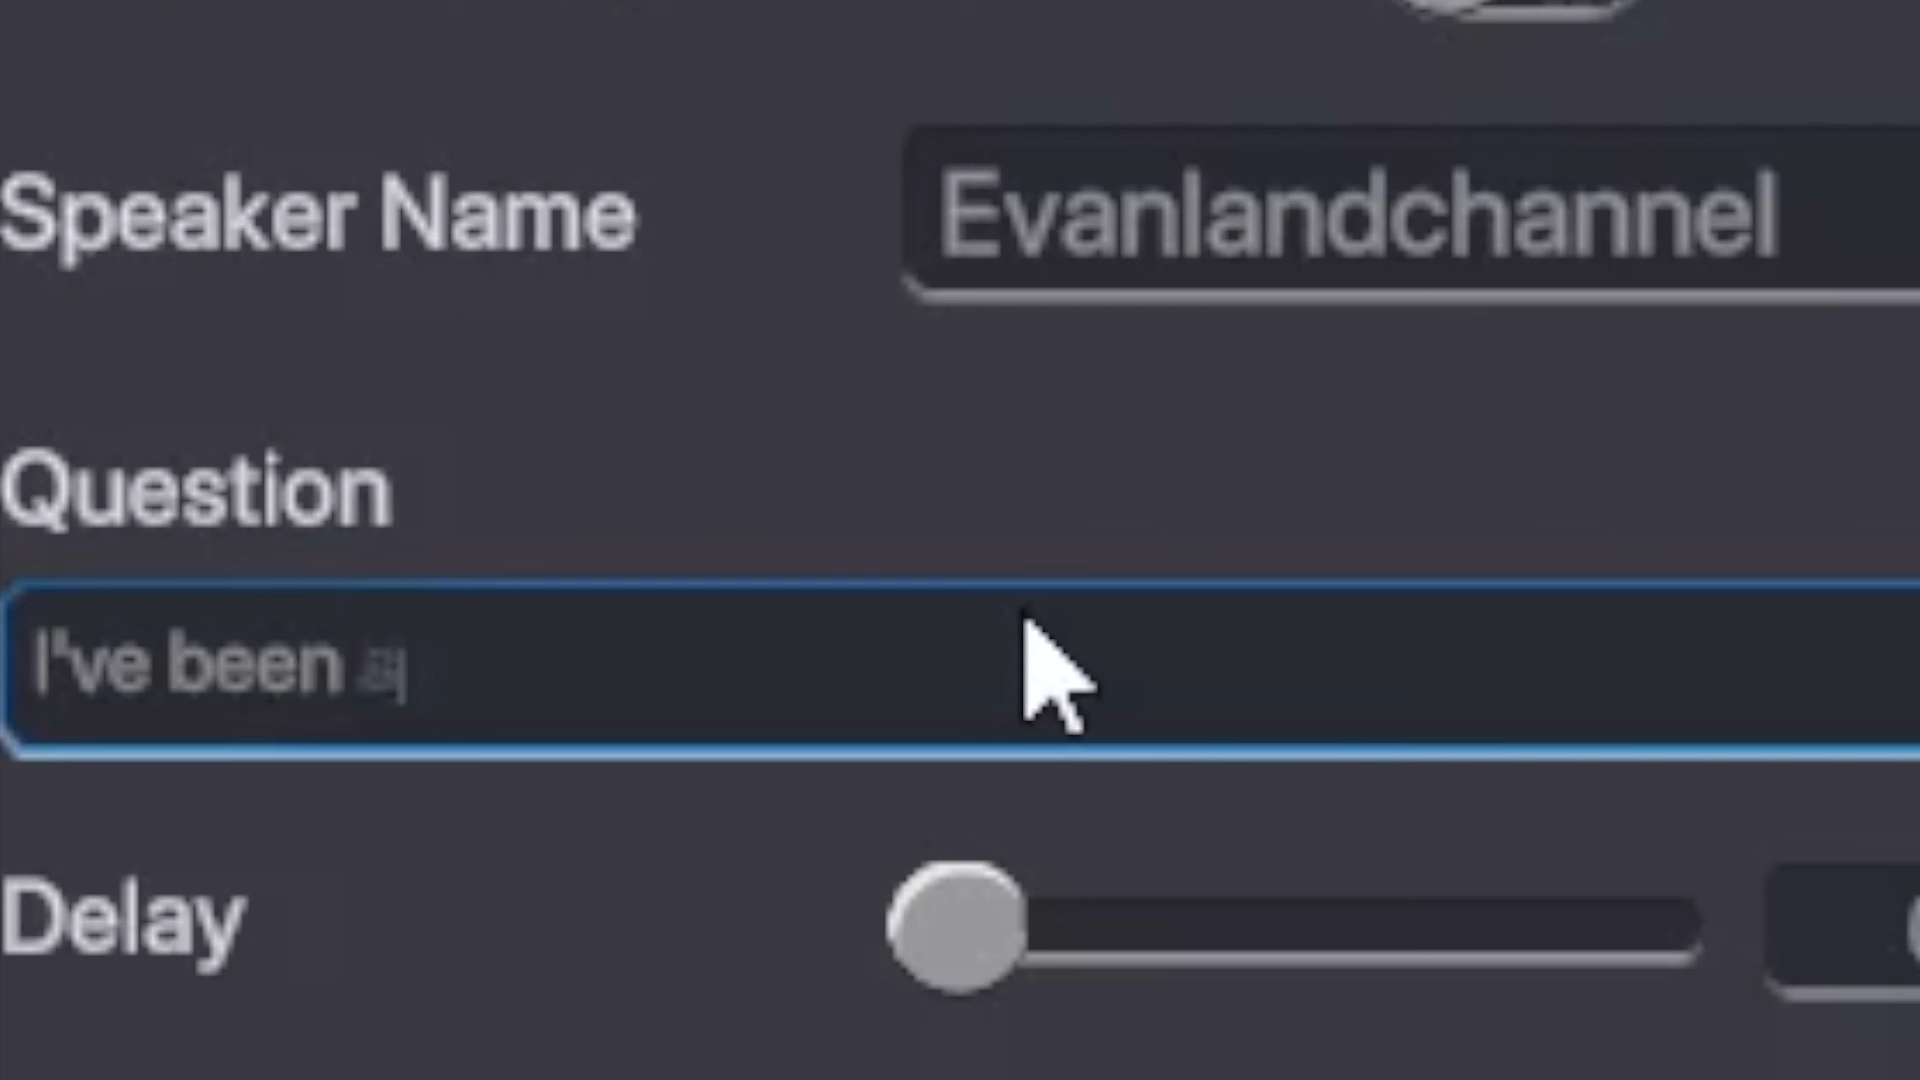 Speaker Name
Evanlandchannel
Question
I've been
Delay